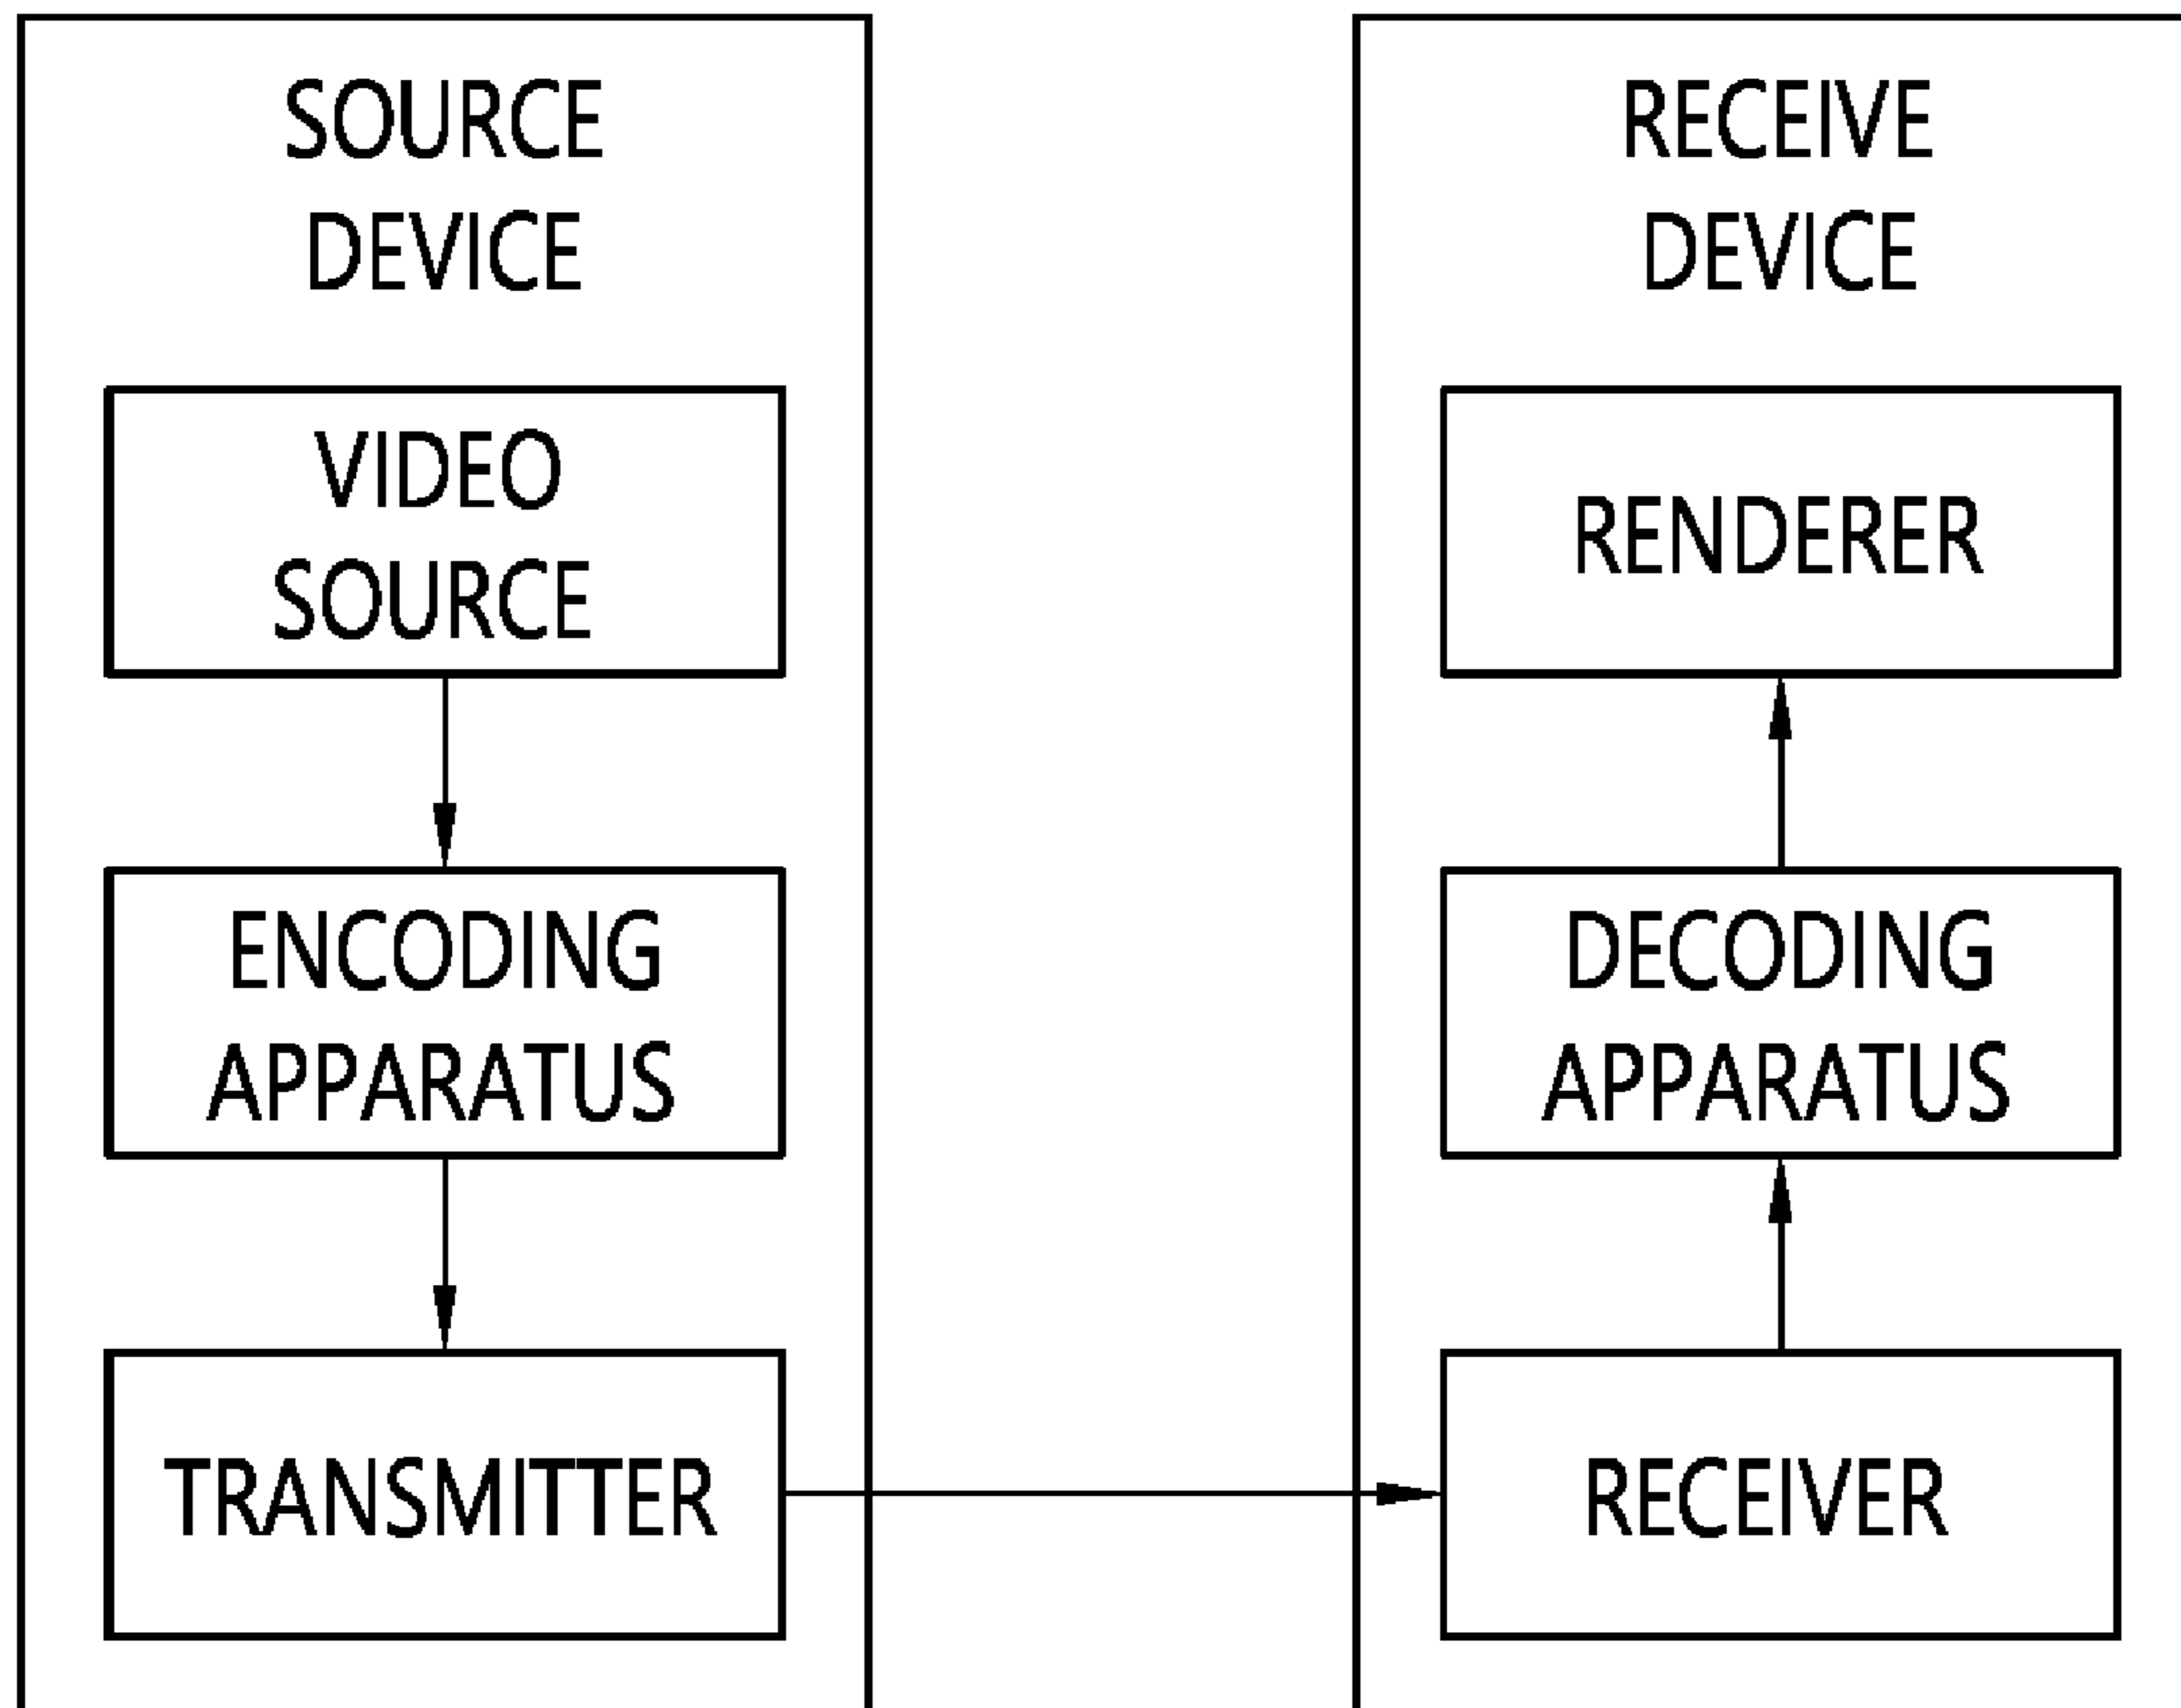 SOURCE
DEVICE
VIDEO
SOURCE
ENCODING
APPARATUS
TRANSMITTER
RECEIVE
DEVICE
RENDERER
DECODING
APPARATUS
RECEIVER